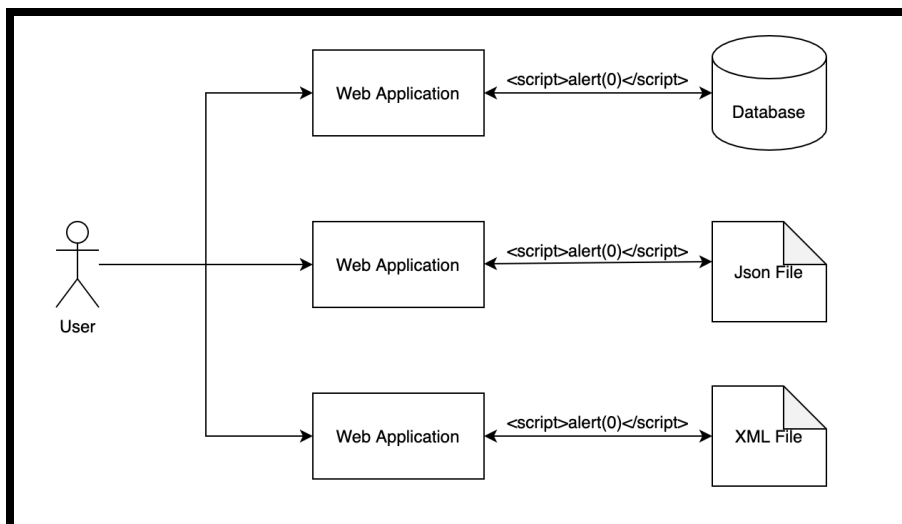 Web Application
<script>alert(0)</script>
Database
Web Application
<script>alert(0)</script>
Json File
User
Web Application
<script>alert(0)</script>
XML File